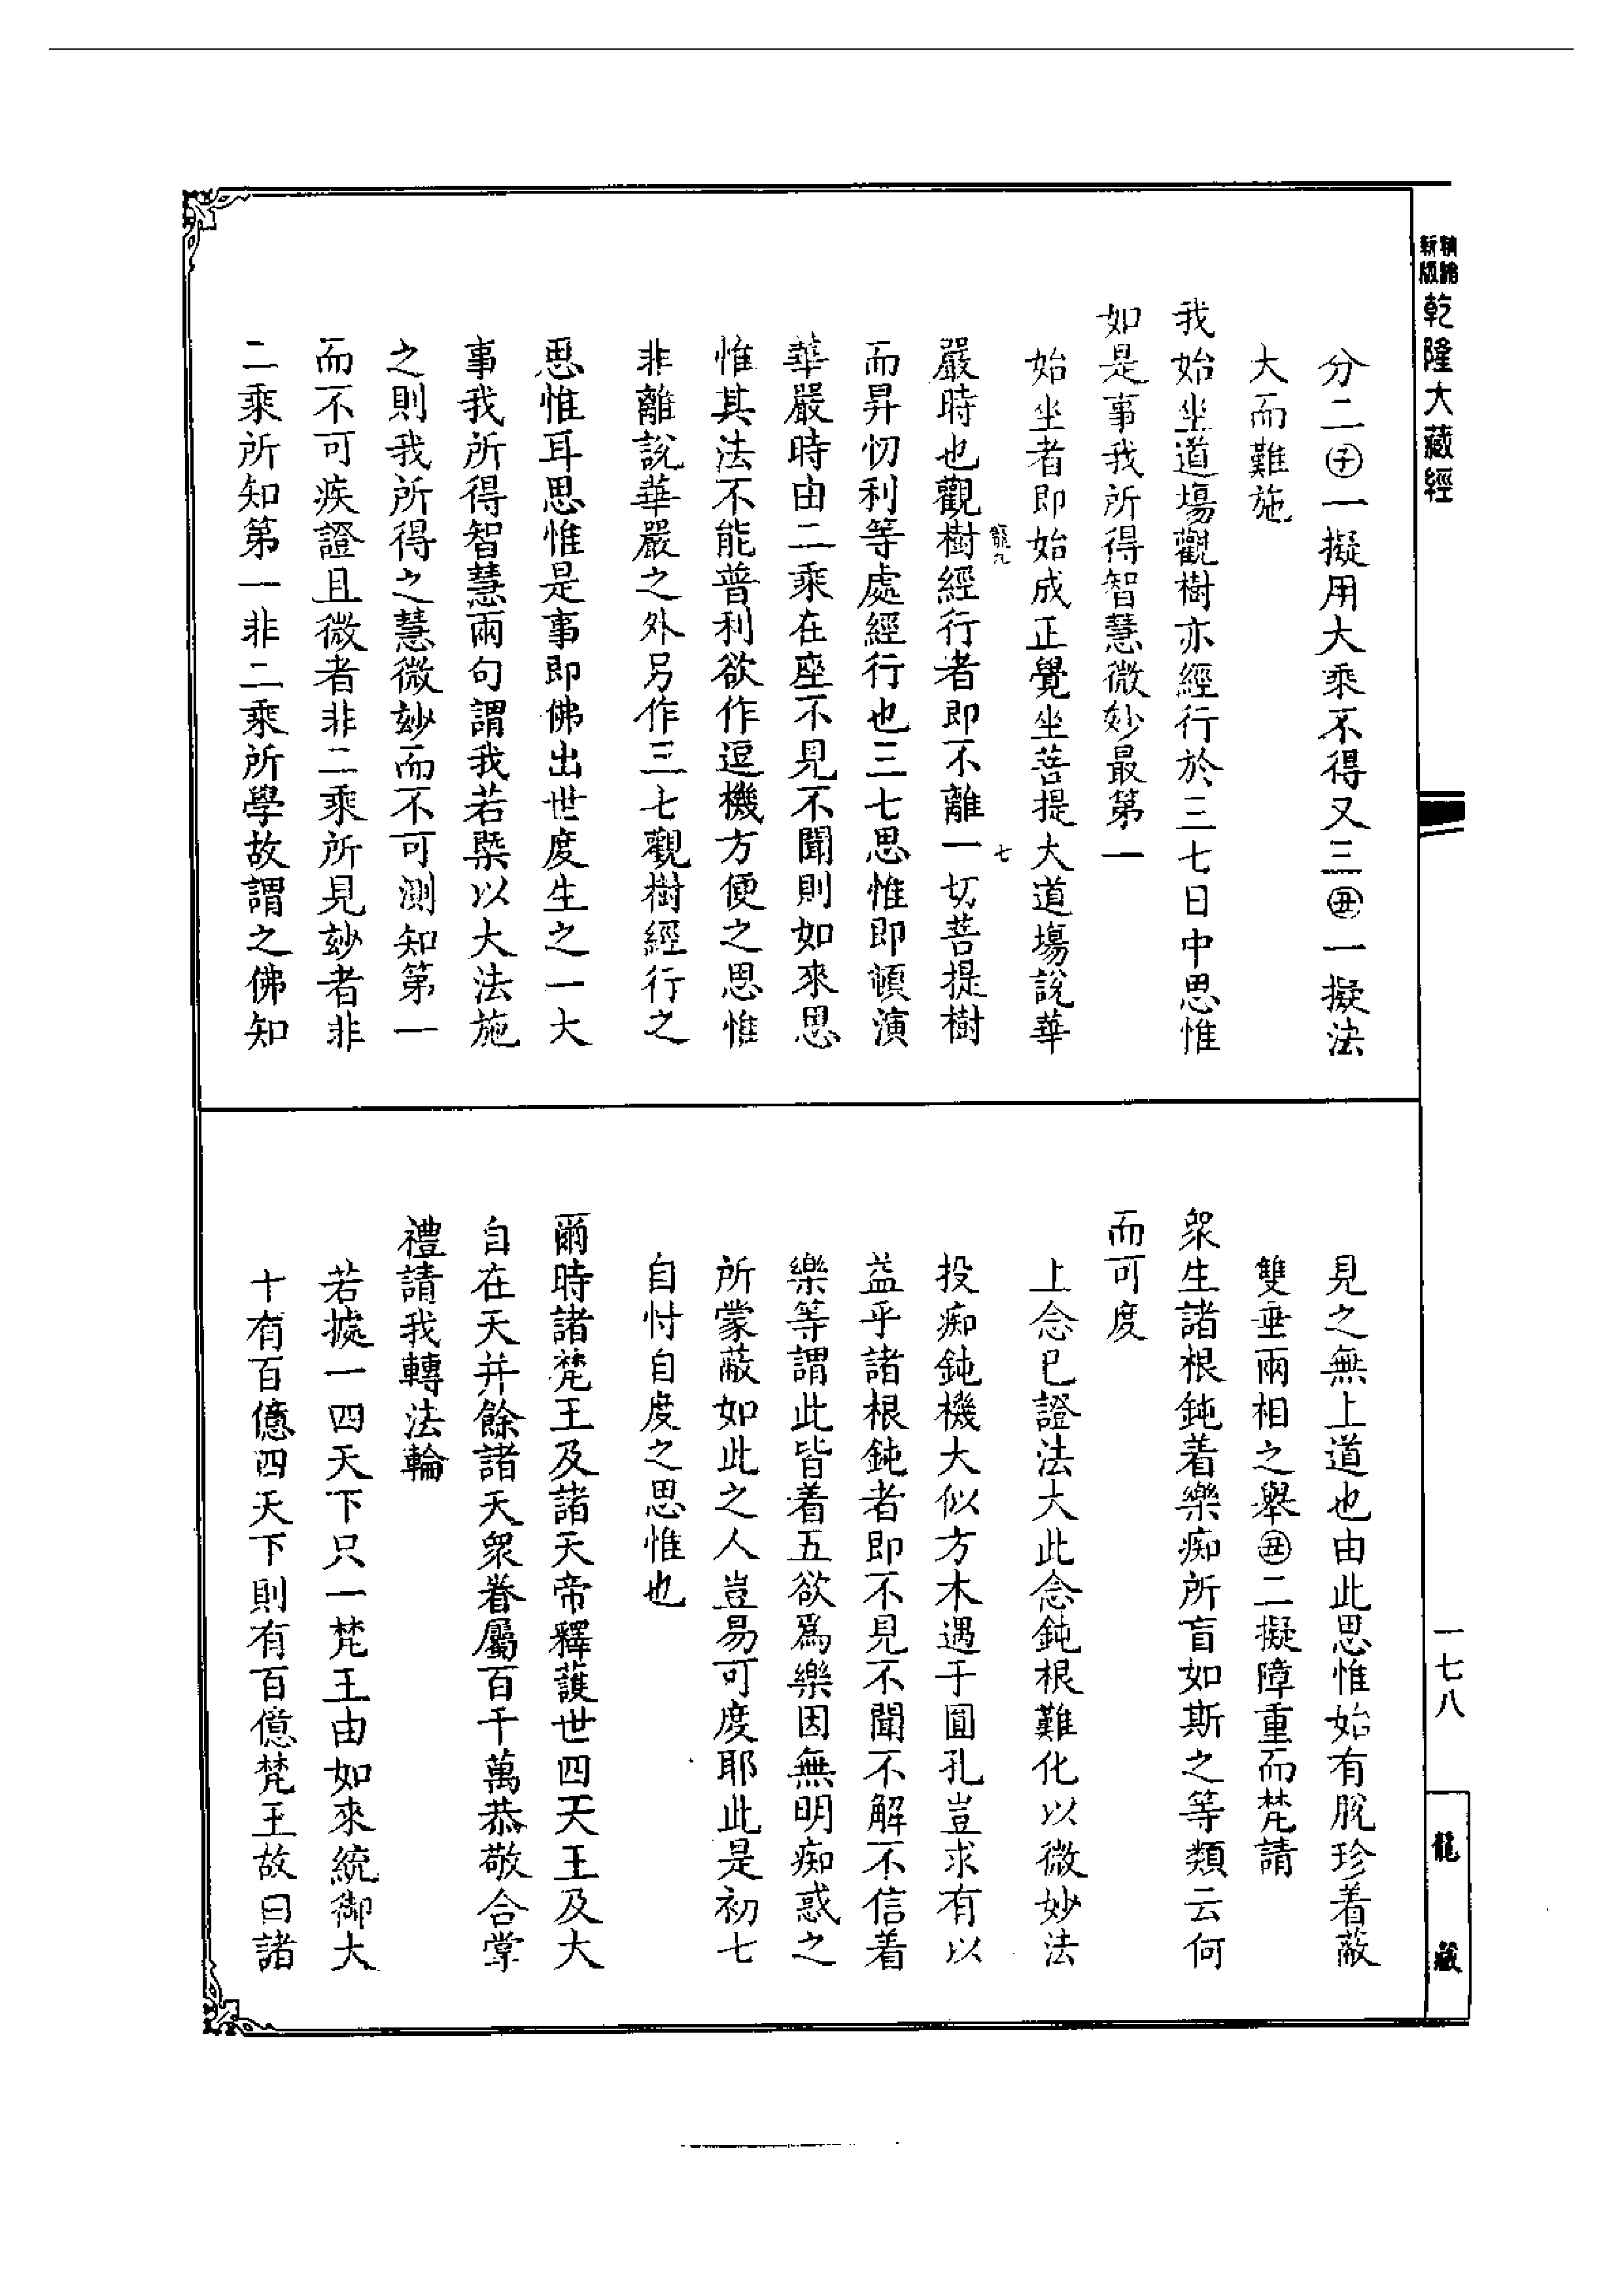 新版
精縮
乾隆大藏經
分二㊛一擬用大乘不得又三㊛一擬法
大而難施
我始坐道塲觀樹亦經行於三七日中思惟
如是事我所得智慧微妙最第一
始坐者即始成正覺坐菩提大道塲說華
嚴時也觀樹經行者即不離一切菩提樹
而昇忉利等處經行也三七思惟即頓演
華嚴時由二乘在座不見不聞則如來思
惟其法不能普利欲作逗機方便之思惟
非離說華嚴之外另作三七觀樹經行之
思惟耳思惟是事即佛出世度生之一大
事我所得智慧兩句謂我若槩以大法施
之則我所得之慧微玅而不可測知第一
而不可疾證且微者非二乘所見玅者非
二乘所知第一非二乘所學故謂之佛知
七
見之無上道也由此思惟始有脫珍着蔽
雙垂兩相之舉㊛二擬障重而梵請
眾生諸根鈍着樂痴所盲如斯之等類云何
而可度
上念已證法大此念鈍根難化以微妙法
投痴鈍機大似方木遇于圓孔豈求有以
益乎諸根鈍者即不見不聞不解不信着
樂等謂此皆着五欲爲樂因無明痴惑之
所蒙蔽如此之人豈易可度耶此是初七
自忖自度之思惟也
爾時諸梵王及諸天帝釋護世四天王及大
自在天并餘諸天眾眷屬百千萬恭敬合掌
禮請我轉法輪
若據一四天下只一梵王由如來統御大
十有百億四天下則有百億梵王故曰諸
一七八
龍藏